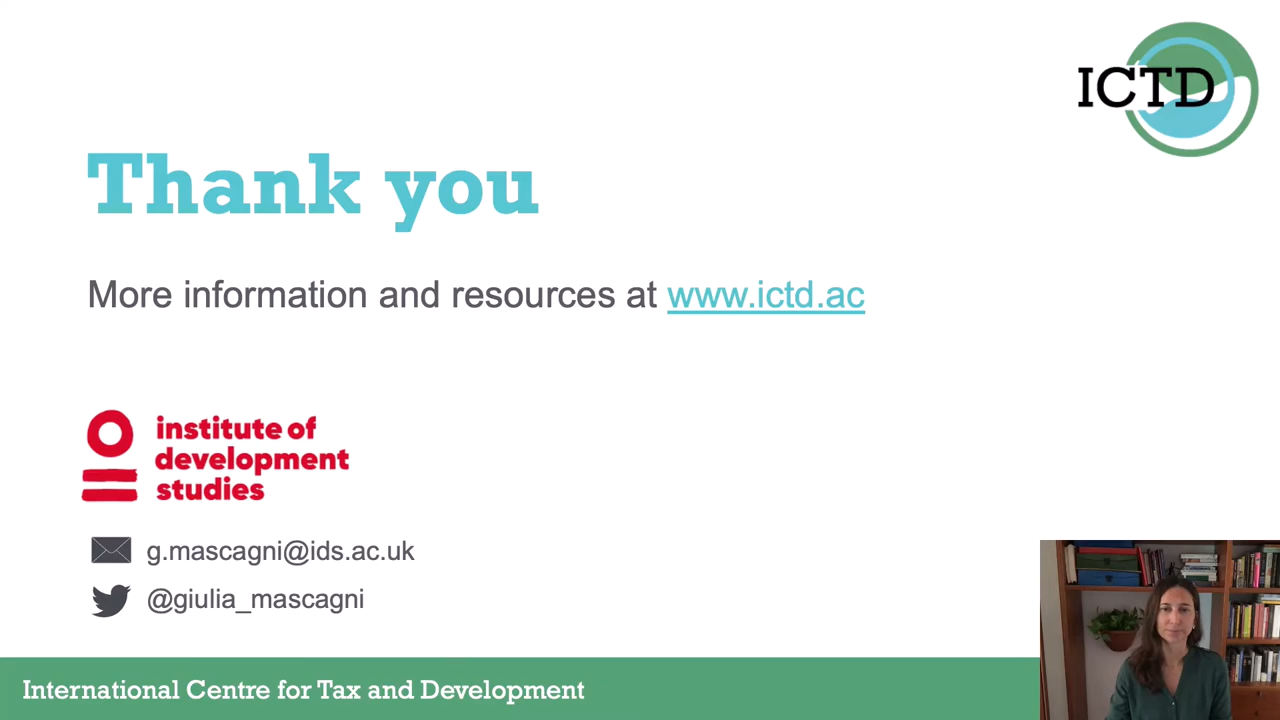 ICTD
Thank you
More information and resources at www.ictd.ac
institute of
development
studies
g.mascagni@ids.ac.uk
@giulia_mascagni
International Centre for Tax and Development